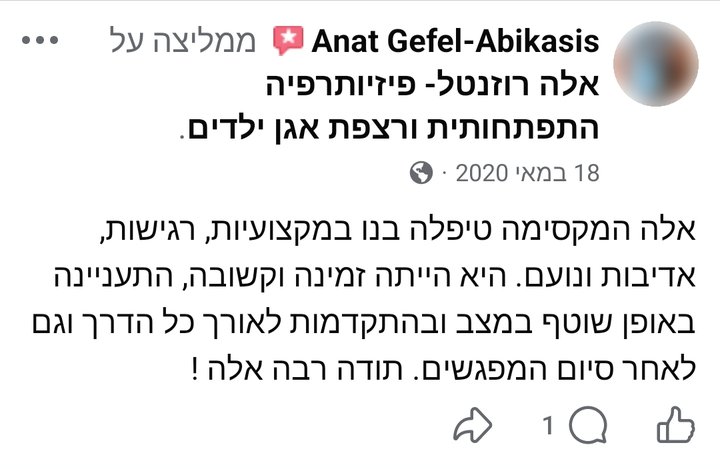 Anat Gefel-Abikasis ממליצה על
אלה רוזנטל- פיזיותרפיה
התפתחותית ורצפת אגן ילדים.
18 במאי 2020 ·
אלה המקסימה טיפלה בנו במקצועיות, רגישות,
אדיבות ונועם. היא הייתה זמינה וקשובה, התעניינה
באופן שוטף במצב ובהתקדמות לאורך כל הדרך וגם
לאחר סיום המפגשים. תודה רבה אלה !
1